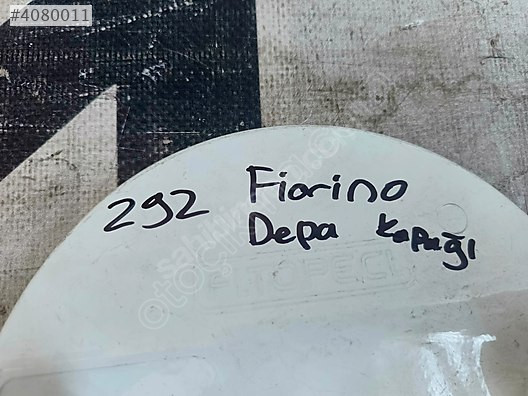 #4080011
292 Fiorino
Depa Kapağı